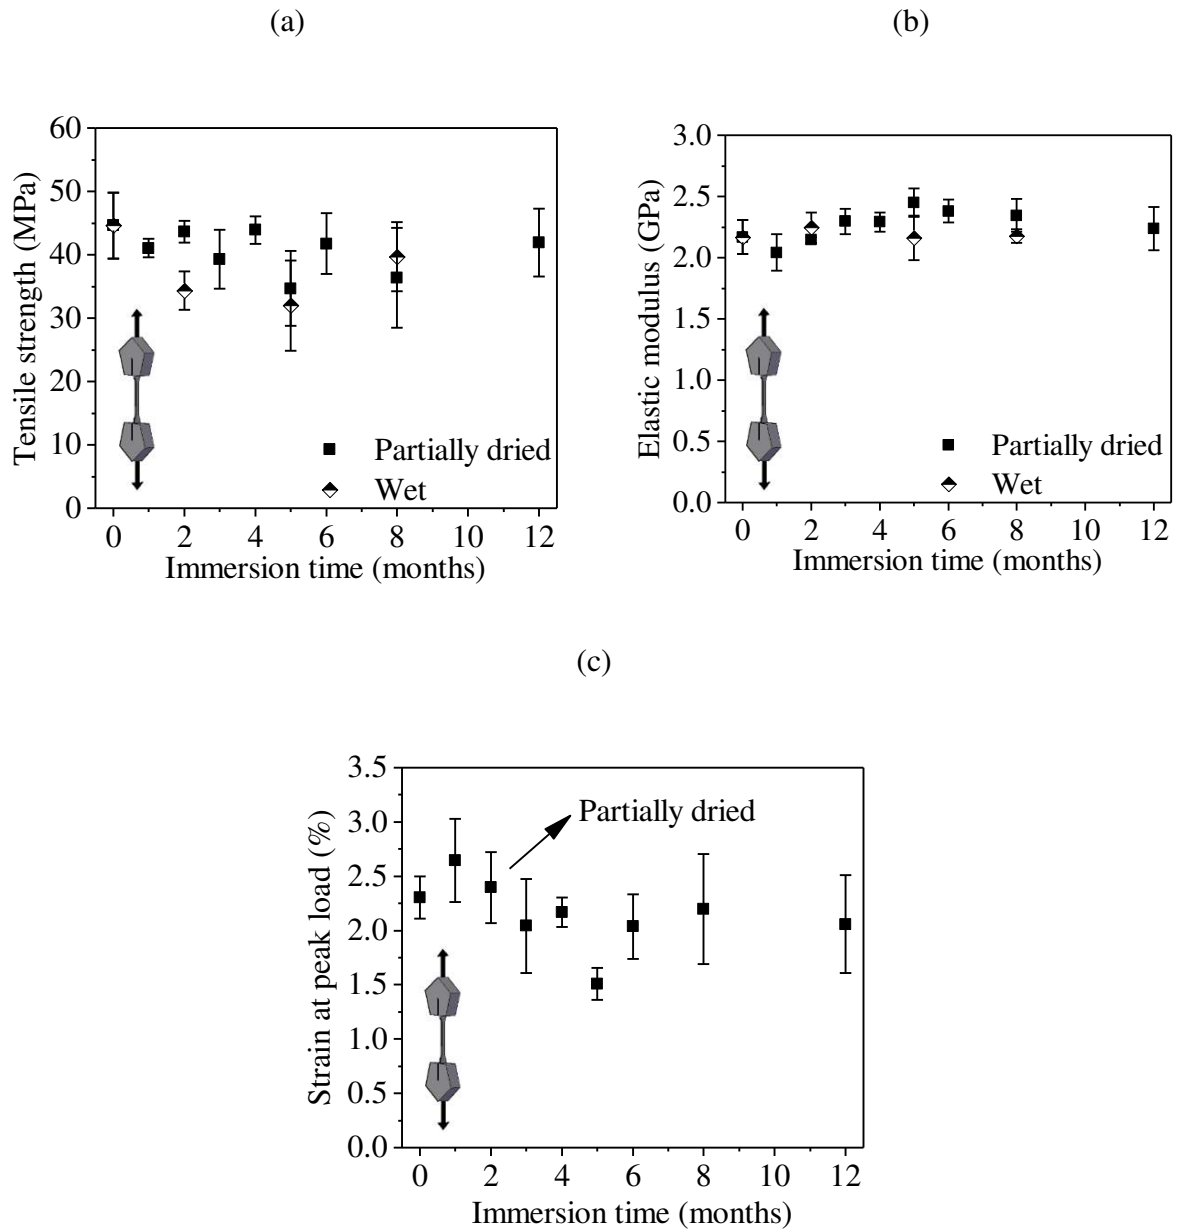 (a)
(b)
60
50
40
30
20
10
0
Tensile strength (MPa)
Partially dried
Wet
0 2 4 6 8 10 12
Immersion time (months)
3.0
2.5
2.0
1.5
1.0
0.5
0.0
Elastic modulus (GPa)
Partially dried
Wet
0 2 4 6 8 10 12
Immersion time (months)
(c)
3.5
3.0
2.5
2.0
1.5
1.0
0.5
0.0
Strain at peak load (%)
Partially dried
0 2 4 6 8 10 12
Immersion time (months)